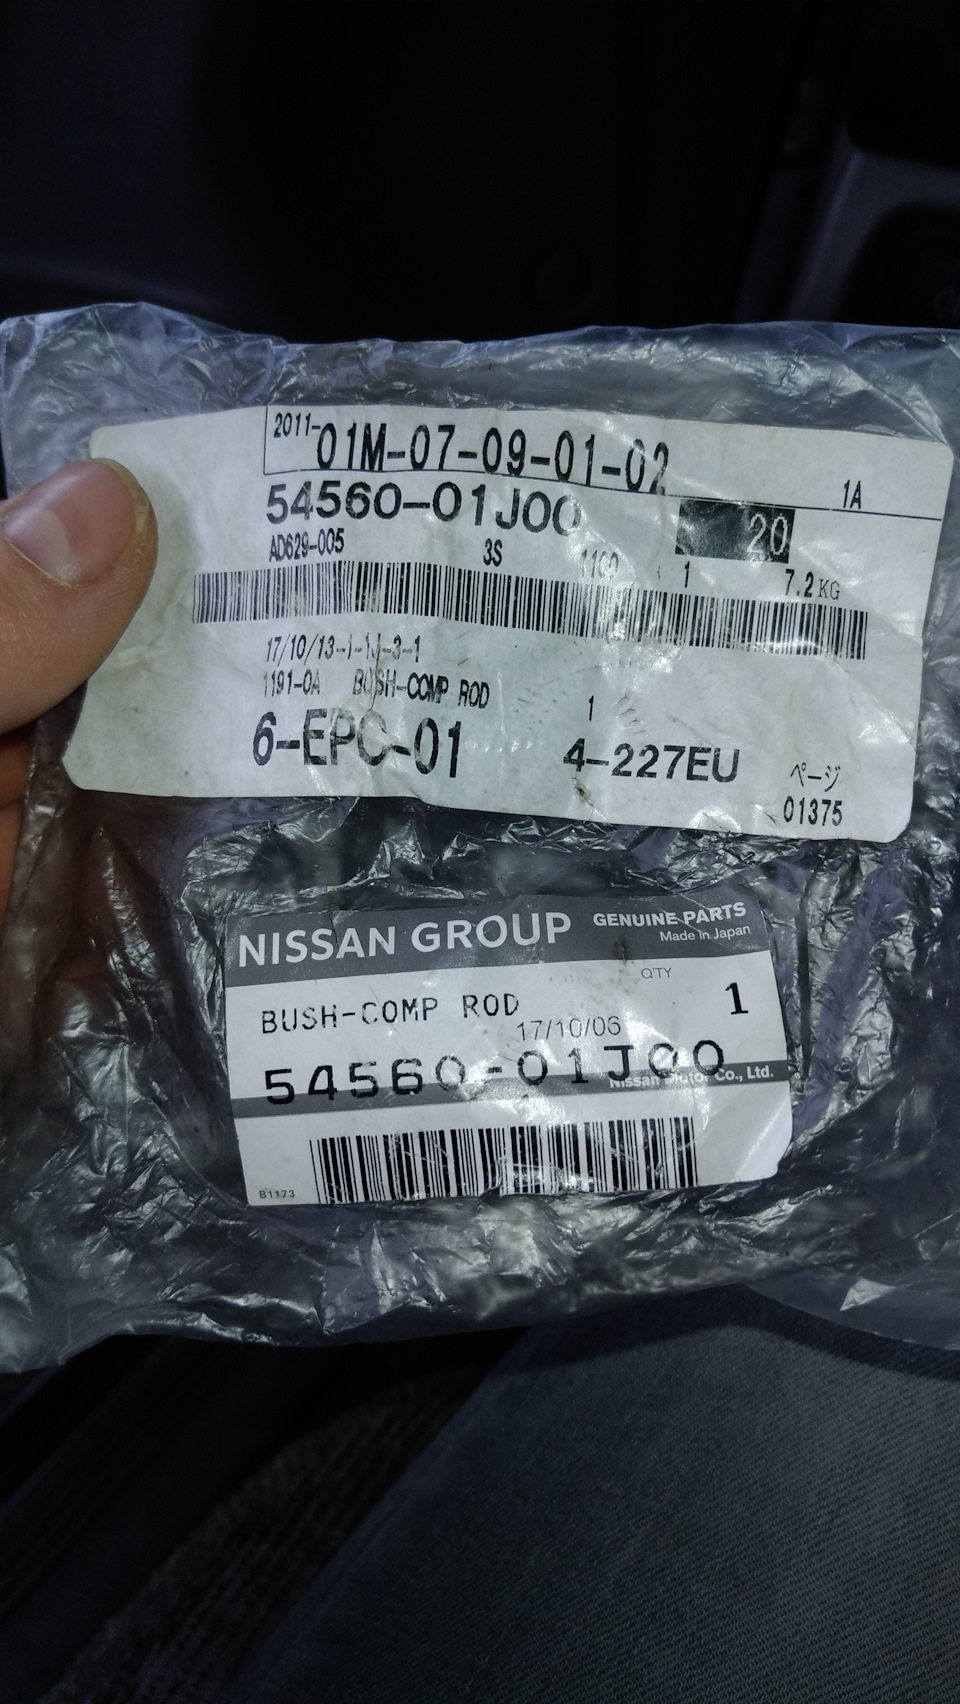 2011-01M-07-09-01-02
1A
54560-01J00 20
AD629-005 3S 1100 1 7.2KG
17/10/13-1-1J-3-1
1191-0A BUSH-COMP ROD 1
6-EPC-01 4-227EU ページ
01375
NISSAN GROUP GENUINE PARTS
Made in Japan
Q'TY
BUSH-COMP ROD 1
17/10/06
54560-01J00
Nissan Motor Co., Ltd.
B1173